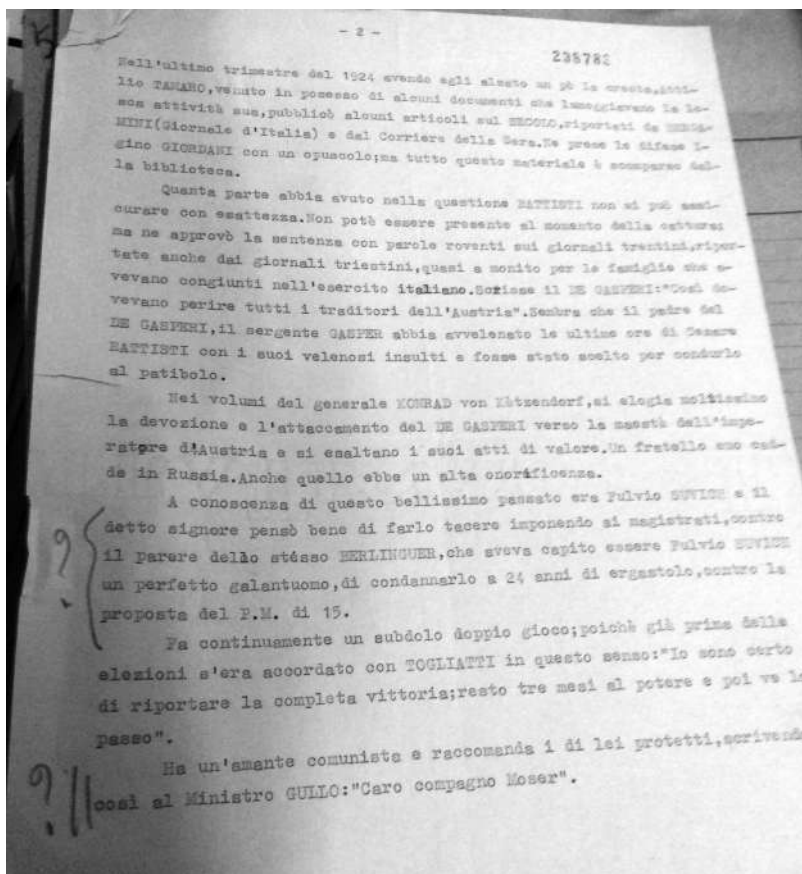 - 2 -
238782
Nell'ultimo trimestre del 1924 avendo egli alzato un pò la cresta,Atti-
lio TAMARO,venuto in possesso di alcuni documenti che lumeggiavano la lo-
sca attività sua,pubblicò alcuni articoli sul SECOLO,riportati da BERGA-
MINI(Giornale d'Italia) e dal Corriere della Sera.Ne prese le difese I-
gino GIORDANI con un opuscolo;ma tutto questo materiale è scomparso del-
la biblioteca.
Quanta parte abbia avuto nella questione BATTISTI non si può assi-
curare con esattezza.Non potè essere presente al momento della cattura;
ma ne approvò la sentenza con parole roventi sui giornali trentini,ripor-
tate anche dai giornali triestini,quasi a monito per le famiglie che a-
vevano congiunti nell'esercito italiano.Scrisse il DE GASPERI:"Così do-
vevano perire tutti i traditori dell'Austria".Sembra che il padre del
DE GASPERI,il sergente GASPER abbia avvelenato le ultime ore di Cesare
BATTISTI con i suoi velenosi insulti e fosse stato scelto per condurlo
al patibolo.
Nei volumi del generale KONRAD von Kötzendorf,si elogia moltissimo
la devozione e l'attaccamento del DE GASPERI verso la maestà dell'impe-
ratore d'Austria e si esaltano i suoi atti di valore.Un fratello suo cad-
de in Russia.Anche quello ebbe un alta onorificenza.
A conoscenza di questo bellissimo passato era Fulvio SUVICH e il
detto signore pensò bene di farlo tacere imponendo ai magistrati,contro
il parere dello stesso BERLINGUER,che aveva capito essere Fulvio SUVICH
un perfetto galantuomo,di condannarlo a 24 anni di ergastolo,contro la
proposta del P.M. di 15.
Fa continuamente un subdolo doppio gioco;poichè già prima delle
elezioni s'era accordato con TOGLIATTI in questo senso:"Io sono certo
di riportare la completa vittoria;resto tre mesi al potere e poi ve lo
passo".
Ha un'amante comunista e raccomanda i di lei protetti,scrivendo
così al Ministro GULLO:"Caro compagno Moser".
?
?